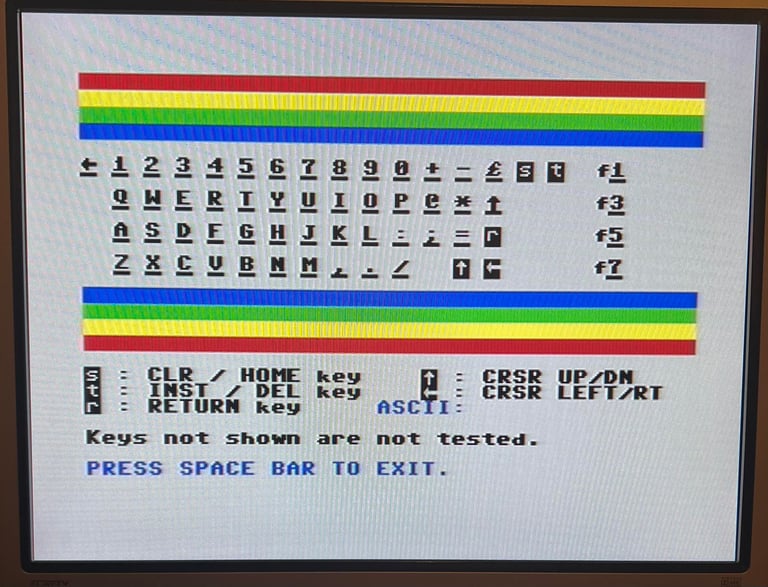 ← 1 2 3 4 5 6 7 8 9 0 + - £ s t f1
Q W E R T Y U I O P @ * ↑ f3
A S D F G H J K L : ; = r f5
Z X C V B N M , . / ↑ ← f7
s : CLR / HOME key ↑ : CRSR UP/DN
t : INST / DEL key ← : CRSR LEFT/RT
r : RETURN key ASCII:
Keys not shown are not tested.
PRESS SPACE BAR TO EXIT.